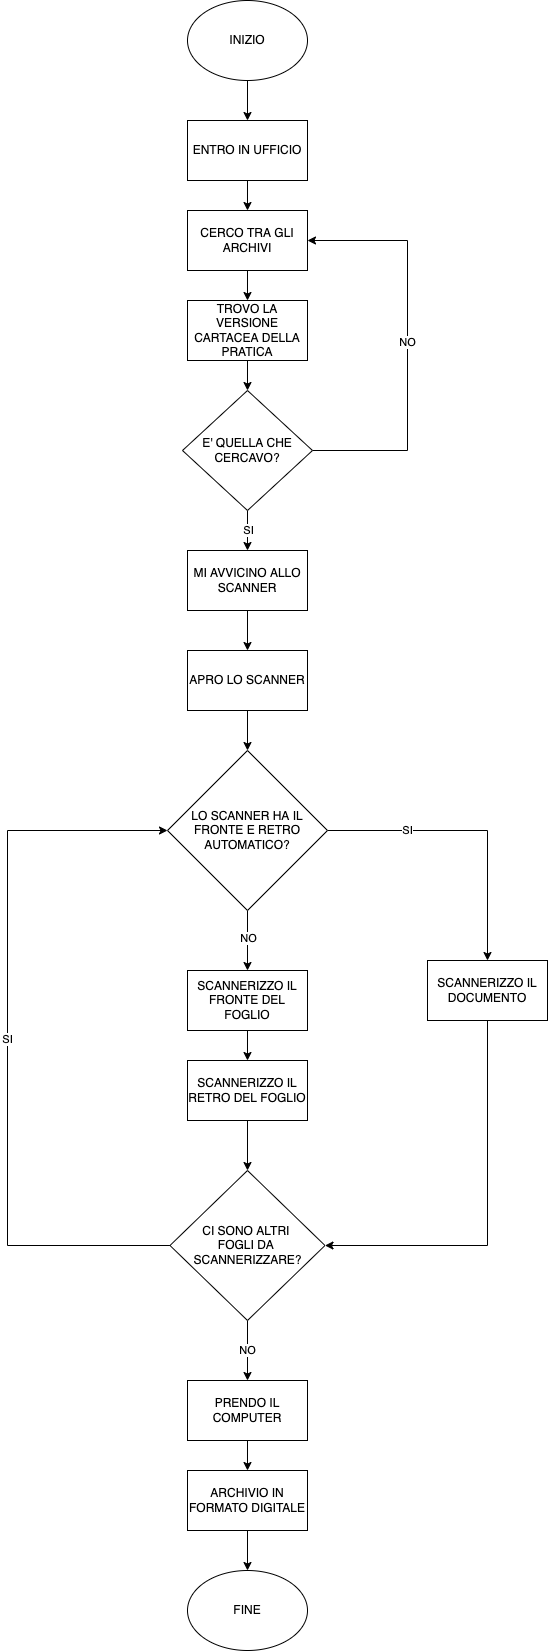 INIZIO
ENTRO IN UFFICIO
CERCO TRA GLI
ARCHIVI
TROVO LA
VERSIONE
CARTACEA DELLA
PRATICA
NO
E' QUELLA CHE
CERCAVO?
SI
MI AVVICINO ALLO
SCANNER
APRO LO SCANNER
LO SCANNER HA IL
FRONTE E RETRO
AUTOMATICO?
SI
NO
SCANNERIZZO IL
FRONTE DEL
FOGLIO
SCANNERIZZO IL
DOCUMENTO
SI
SCANNERIZZO IL
RETRO DEL FOGLIO
CI SONO ALTRI
FOGLI DA
SCANNERIZZARE?
NO
PRENDO IL
COMPUTER
ARCHIVIO IN
FORMATO DIGITALE
FINE